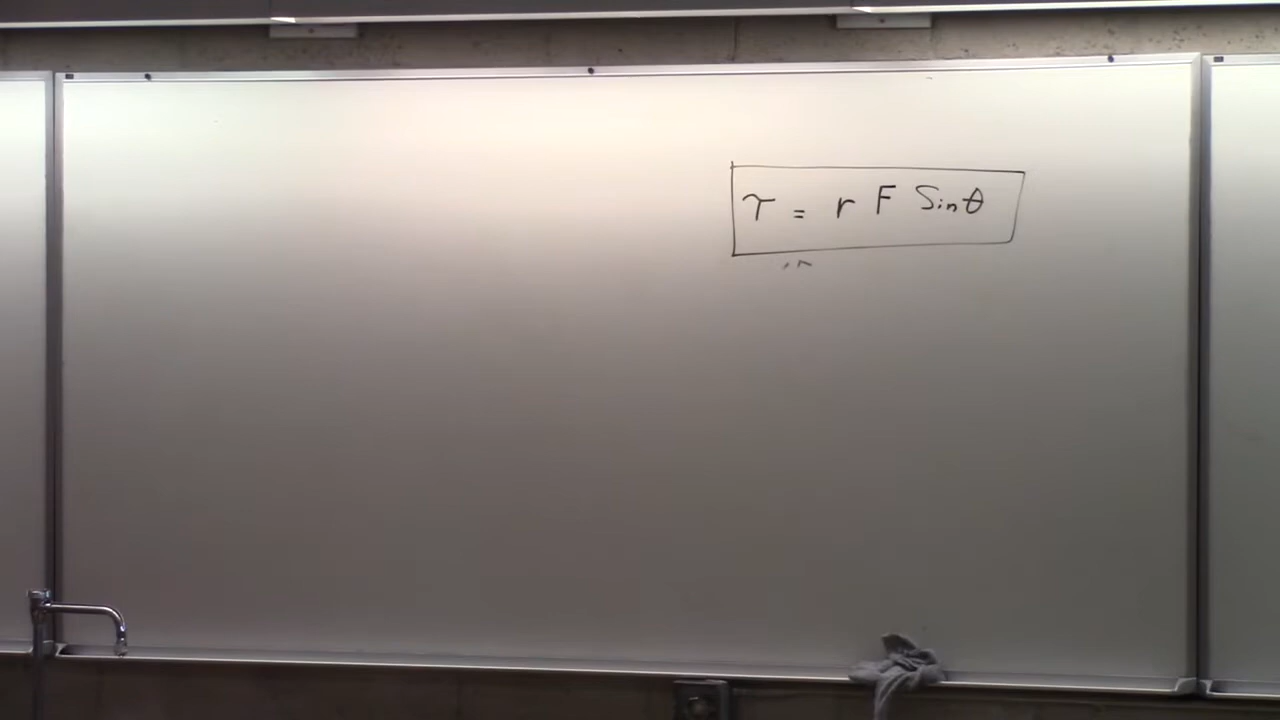 τ = r F Sinθ